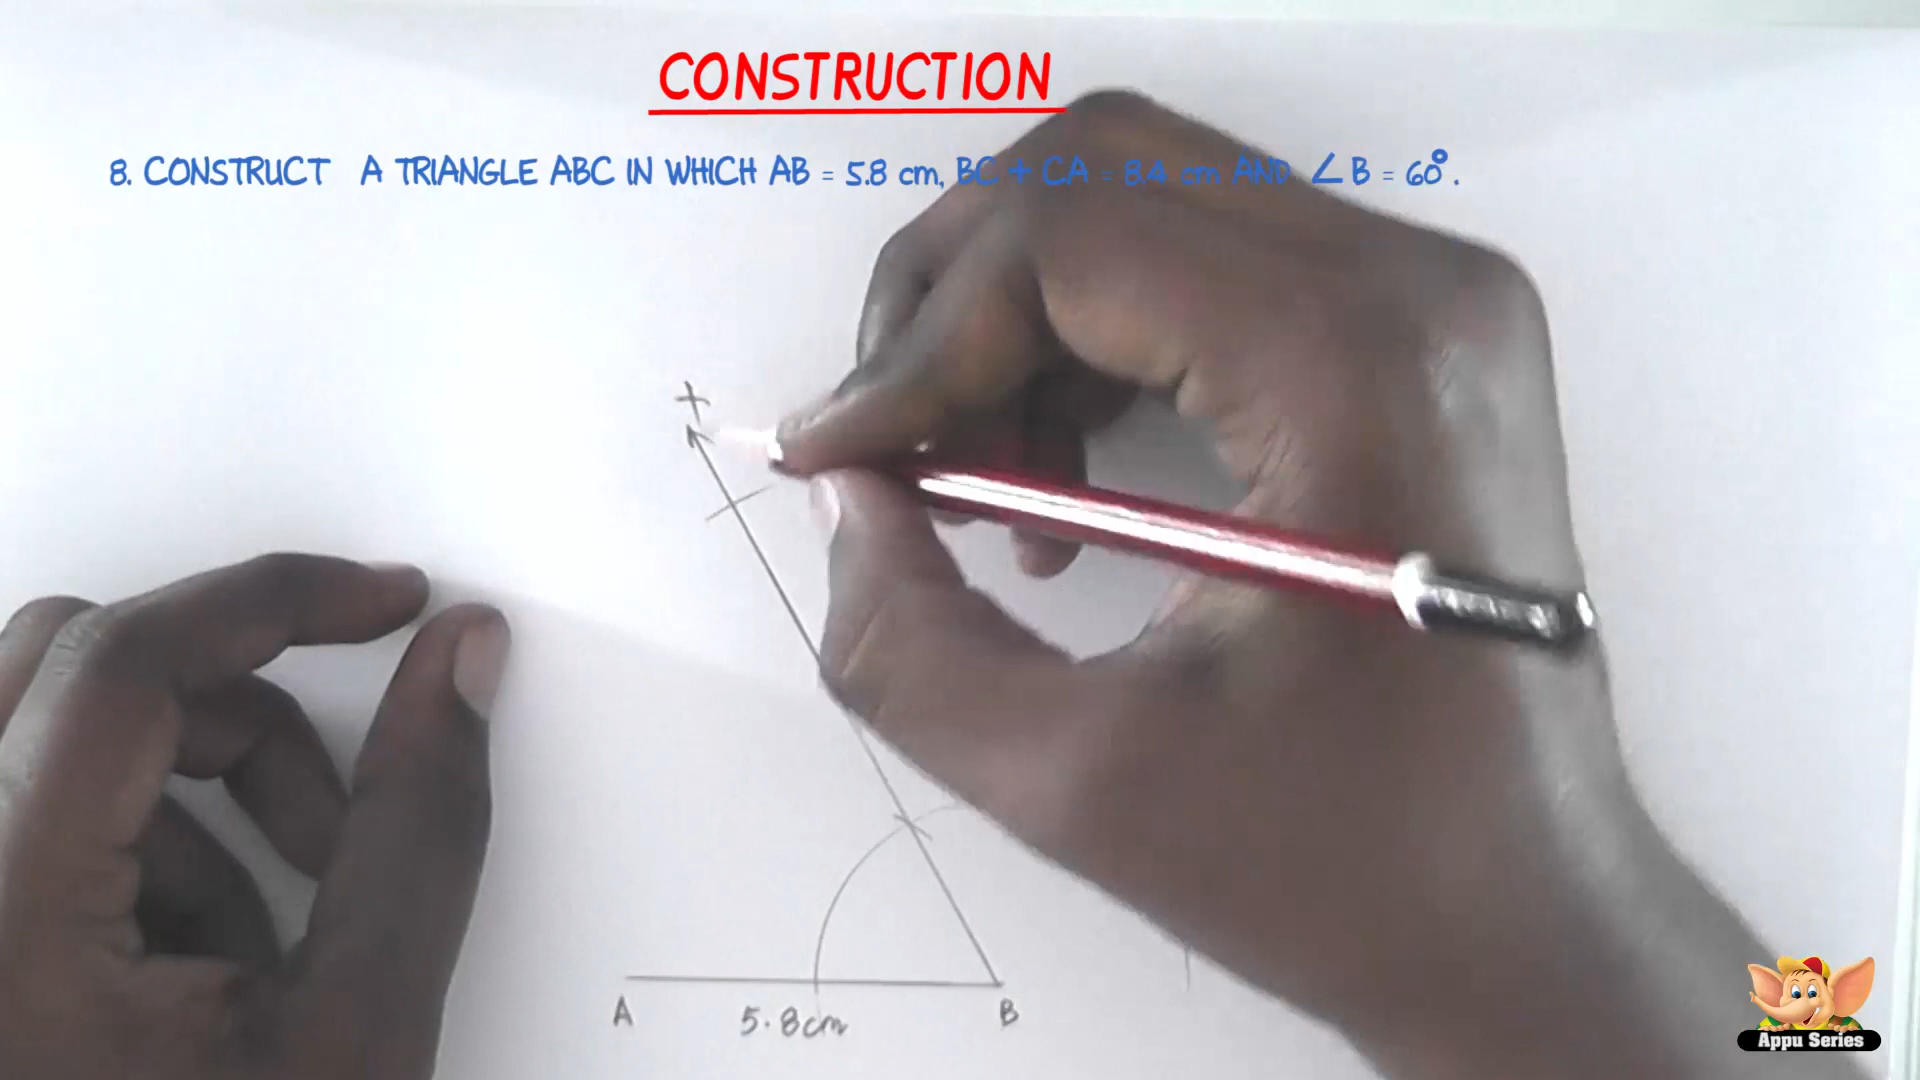 CONSTRUCTION
8. CONSTRUCT A TRIANGLE ABC IN WHICH AB = 5.8 cm, BC + CA = 8.4 cm AND ∠B = 60°.
X
A 5.8cm B
Appu Series